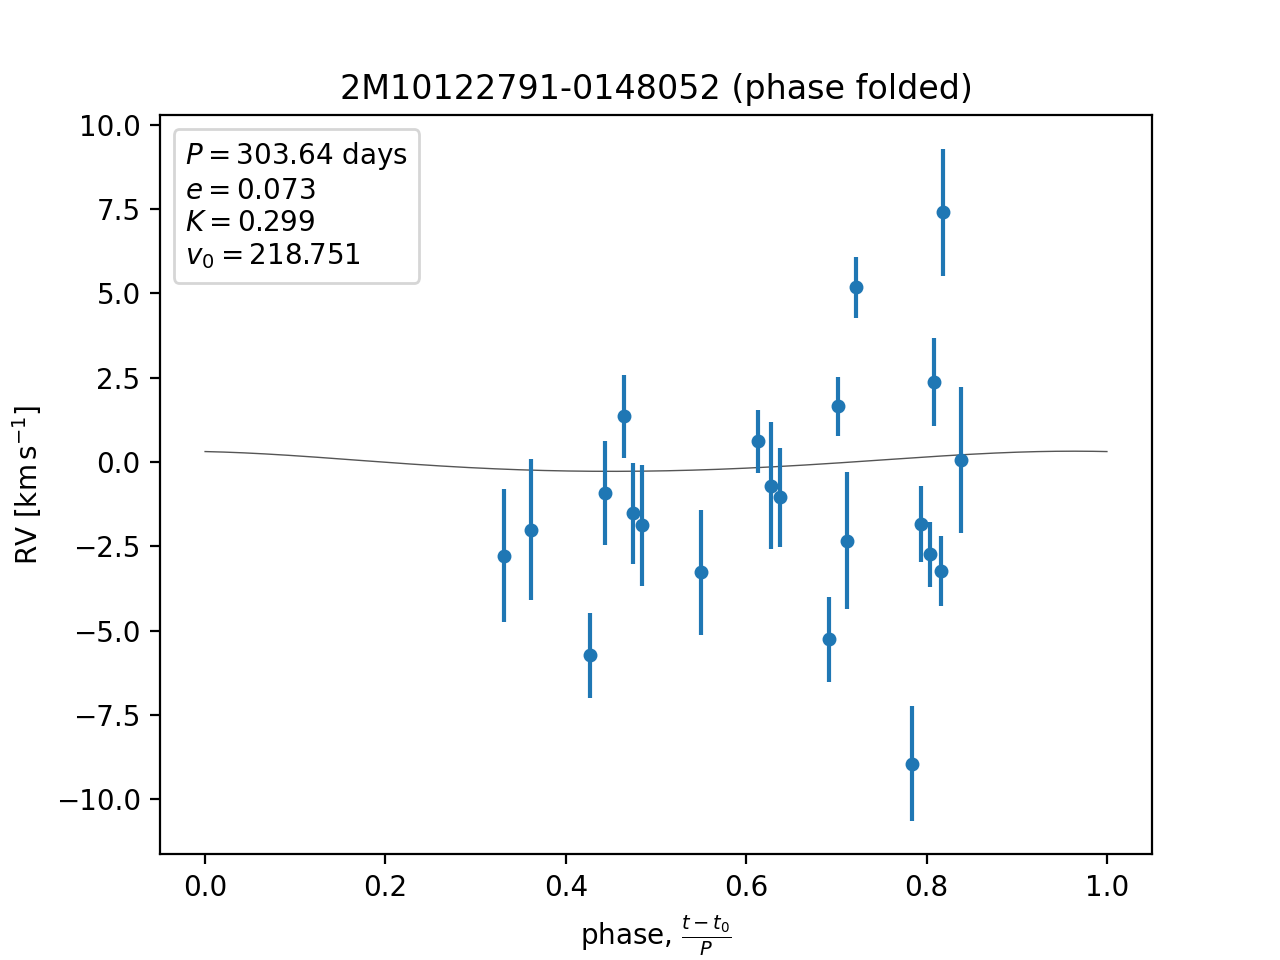 2M10122791-0148052 (phase folded)
P = 303.64 days
e = 0.073
K = 0.299
v₀ = 218.751
10.0
7.5
5.0
2.5
0.0
−2.5
−5.0
−7.5
−10.0
RV [km s⁻¹]
0.0 0.2 0.4 0.6 0.8 1.0
phase, (t − t₀)/P